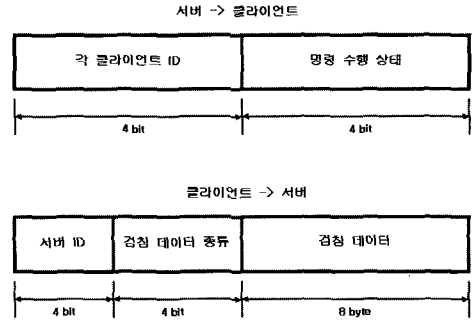 서버 -> 클라이언트
각 클라이언트 ID 명령 수행 상태
4 bit 4 bit
클라이언트 -> 서버
서버 ID 검침 데이터 종류 검침 데이터
4 bit 4 bit 8 byte